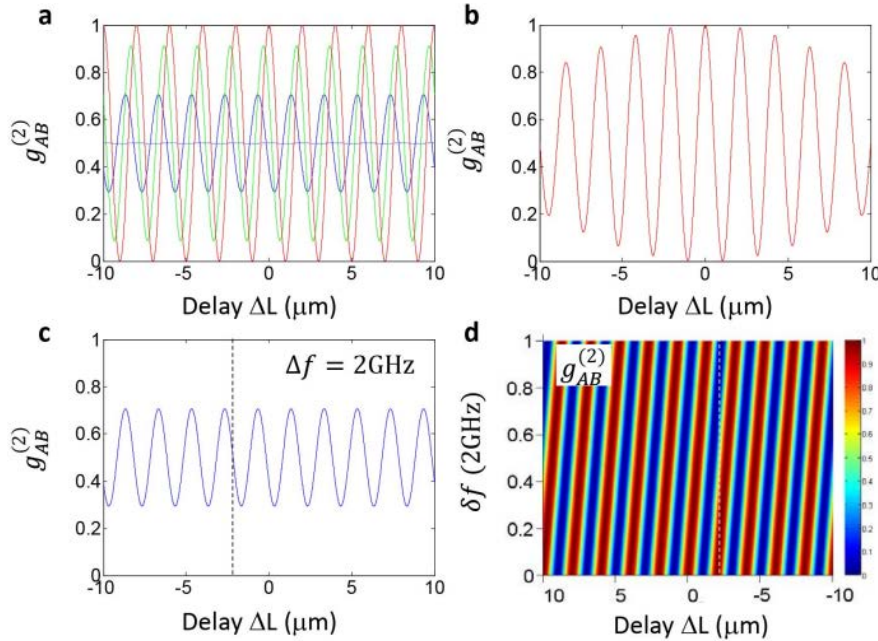 a
g_{AB}^{(2)}
1
0.8
0.6
0.4
0.2
0
-10 -5 0 5 10
Delay ΔL (μm)
b
g_{AB}^{(2)}
1
0.8
0.6
0.4
0.2
0
-10 -5 0 5 10
Delay ΔL (μm)
c
g_{AB}^{(2)}
1
0.8
0.6
0.4
0.2
0
Δf = 2GHz
-10 -5 0 5 10
Delay ΔL (μm)
d
δf (2GHz)
1
0.8
0.6
0.4
0.2
0
g_{AB}^{(2)}
10 5 0 -5 -10
Delay ΔL (μm)
1
0.9
0.8
0.7
0.6
0.5
0.4
0.3
0.2
0.1
0